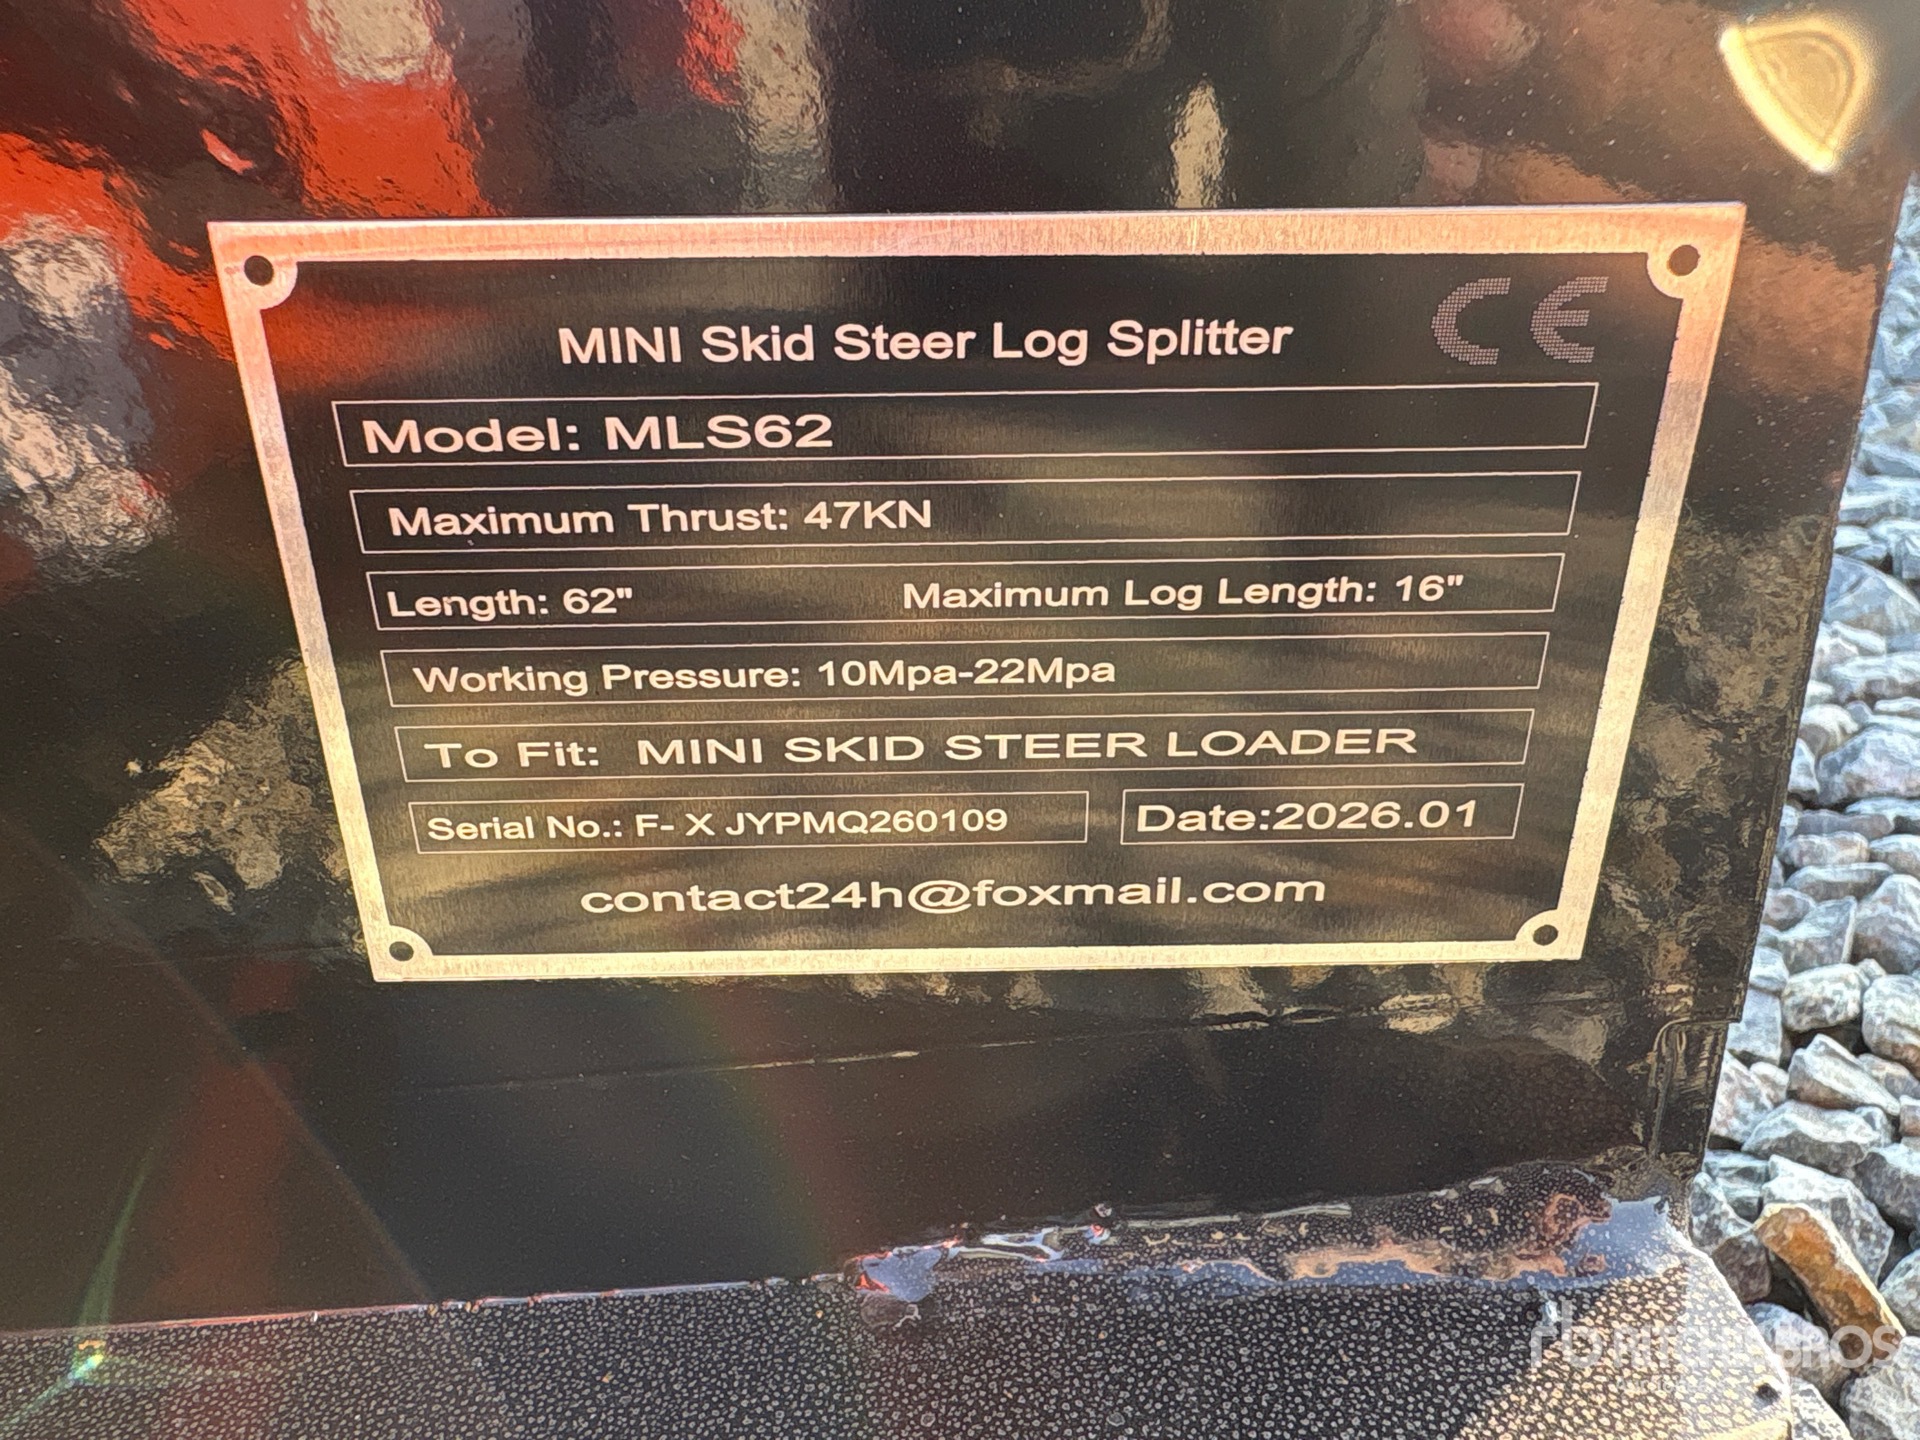 CE
MINI Skid Steer Log Splitter
Model: MLS62
Maximum Thrust: 47KN
Length: 62" Maximum Log Length: 16"
Working Pressure: 10Mpa-22Mpa
To Fit: MINI SKID STEER LOADER
Serial No.: F- X JYPMQ260109 Date:2026.01
contact24h@foxmail.com